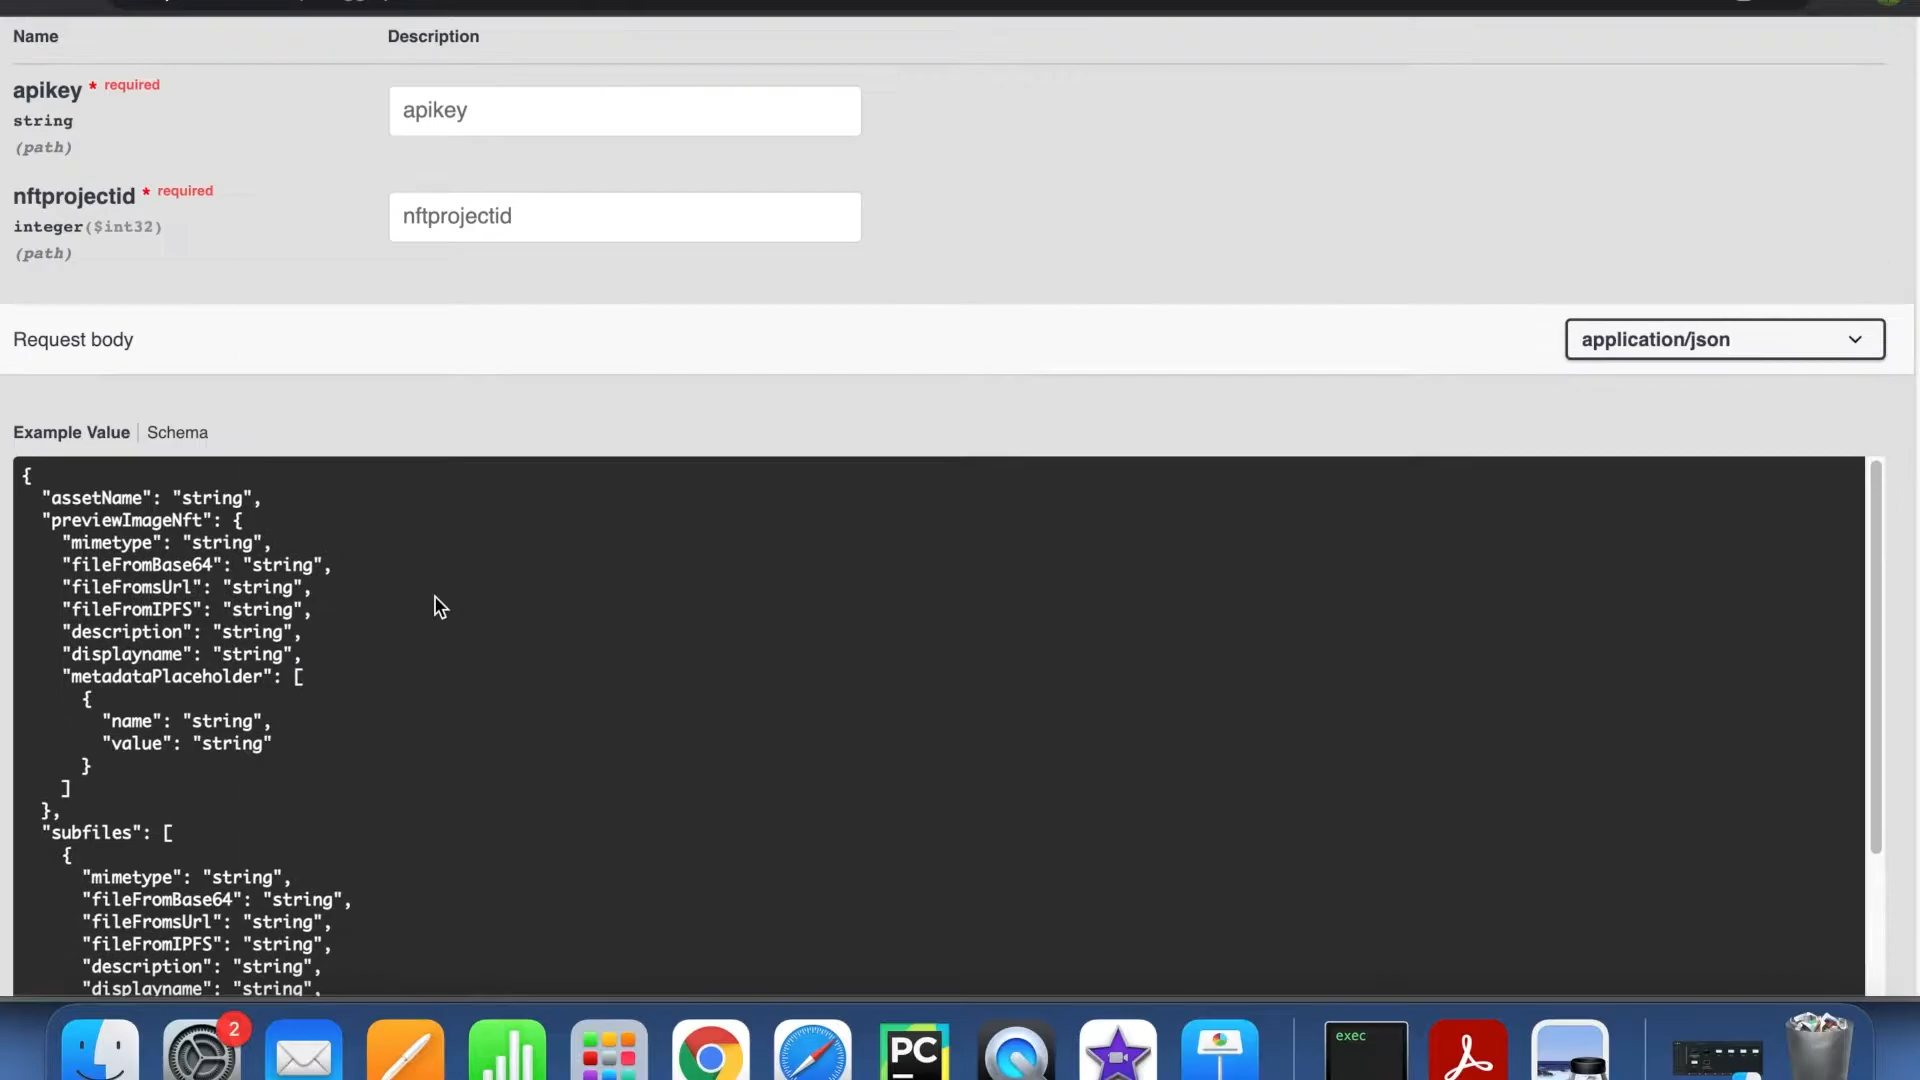 Name Description
apikey * required
string
(path)
apikey
nftprojectid * required
integer($int32)
(path)
nftprojectid
Request body
application/json
Example Value | Schema
{
"assetName": "string",
"previewImageNft": {
"mimetype": "string",
"fileFromBase64": "string",
"fileFromsUrl": "string",
"fileFromIPFS": "string",
"description": "string",
"displayname": "string",
"metadataPlaceholder": [
{
"name": "string",
"value": "string"
}
]
},
"subfiles": [
{
"mimetype": "string",
"fileFromBase64": "string",
"fileFromsUrl": "string",
"fileFromIPFS": "string",
"description": "string",
"displayname": "string",
2
PC
exec